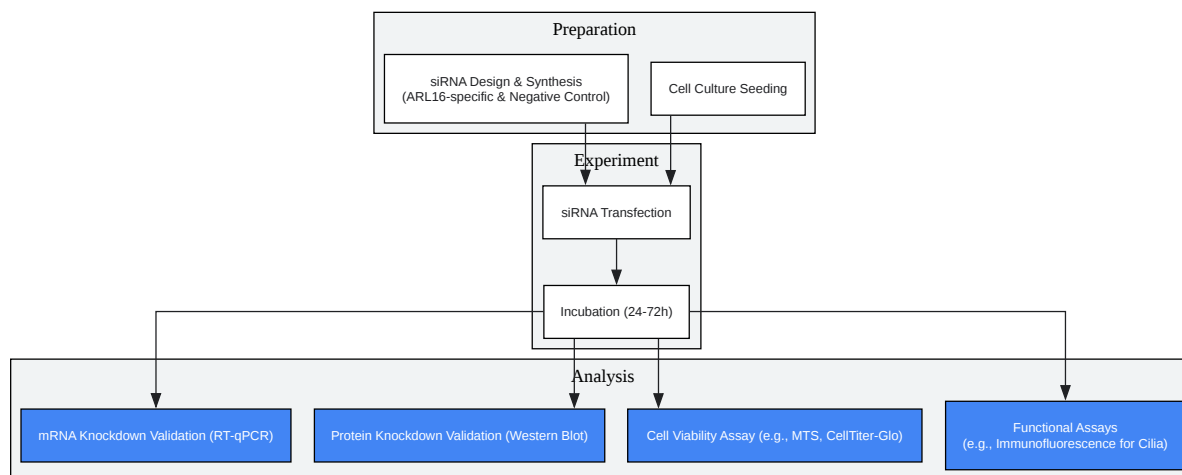 Preparation
siRNA Design & Synthesis
(ARL16-specific & Negative Control)
Cell Culture Seeding
Experiment
siRNA Transfection
Incubation (24-72h)
Analysis
mRNA Knockdown Validation (RT-qPCR)
Protein Knockdown Validation (Western Blot)
Cell Viability Assay (e.g., MTS, CellTiter-Glo)
Functional Assays
(e.g., Immunofluorescence for Cilia)